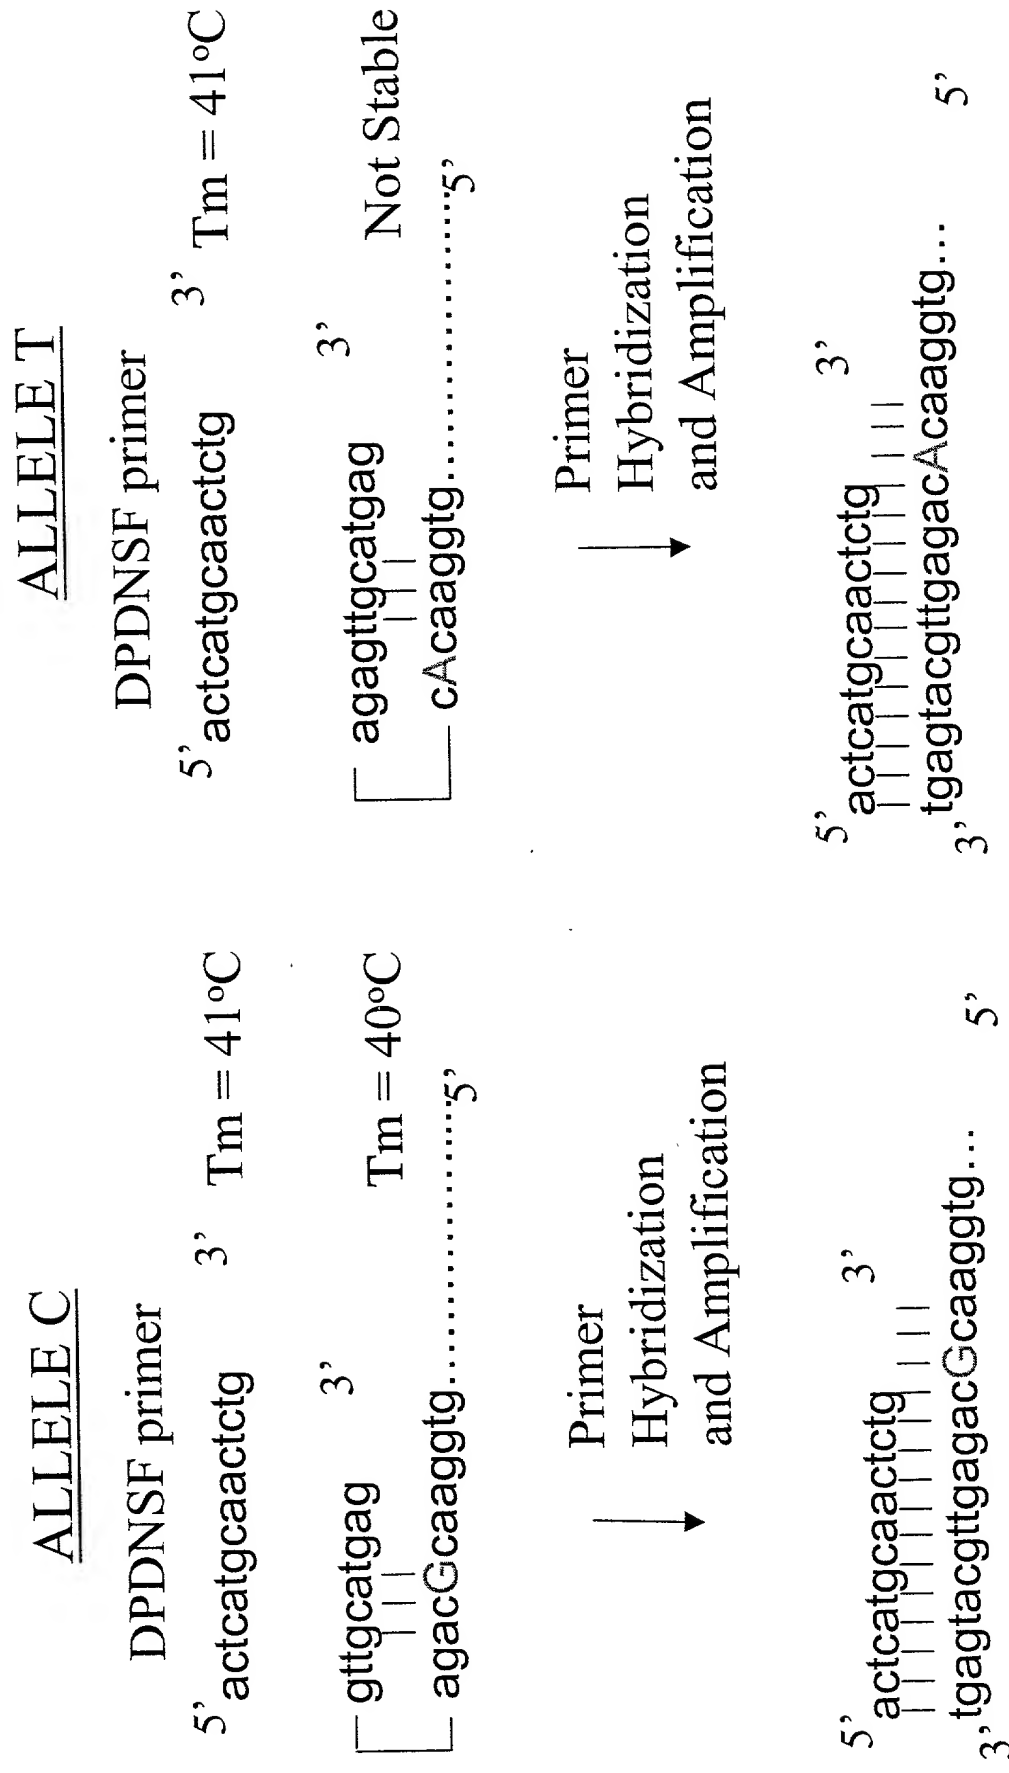 ALLELE C
DPDNSF primer
5’ 3’
actcatgcaactctg Tm = 41°C
3’
gttgcatgag Tm = 40°C
agacGcaaggtg...................5’
Primer
Hybridization
and Amplification
5’ 3’
actcatgcaactctg
tgagtacgttgagacGcaaggtg...
3’ 5’
ALLELE T
DPDNSF primer
5’ 3’
actcatgcaactctg Tm = 41°C
3’
agagttgcatgag Not Stable
cAcaaggtg...................5’
Primer
Hybridization
and Amplification
5’ 3’
actcatgcaactctg
tgagtacgttgagacAcaaggtg...
3’ 5’